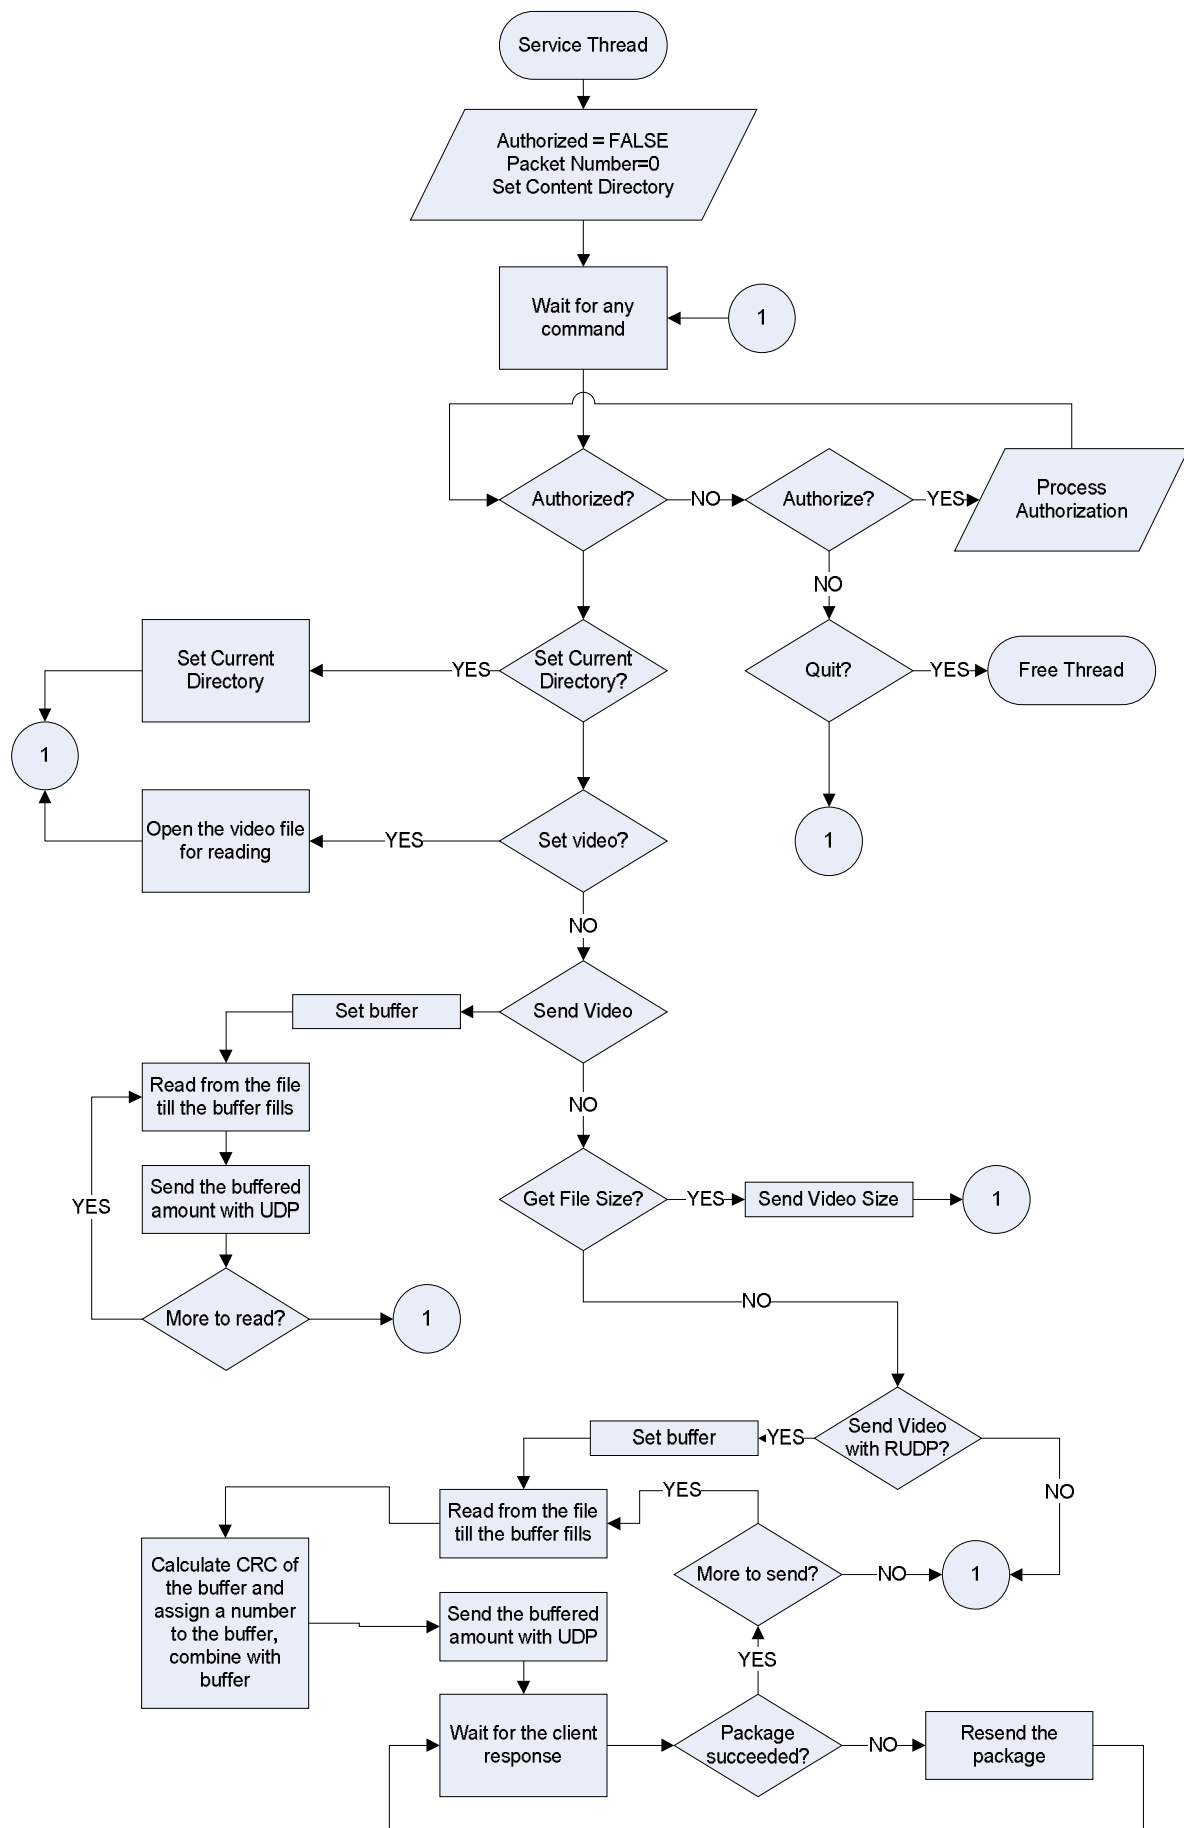 Service Thread
Authorized = FALSE
Packet Number=0
Set Content Directory
Wait for any
command
1
Authorized?
NO
Authorize?
YES
Process
Authorization
NO
Set Current
Directory
YES
Set Current
Directory?
Quit?
YES
Free Thread
1
Open the video file
for reading
YES
Set video?
1
NO
Set buffer
Send Video
Read from the file
till the buffer fills
NO
YES
Send the buffered
amount with UDP
Get File Size?
YES
Send Video Size
1
More to read?
1
NO
Set buffer
YES
Send Video
with RUDP?
YES
NO
Read from the file
till the buffer fills
Calculate CRC of
the buffer and
assign a number
to the buffer,
combine with
buffer
More to send?
NO
1
Send the buffered
amount with UDP
YES
Wait for the client
response
Package
succeeded?
NO
Resend the
package